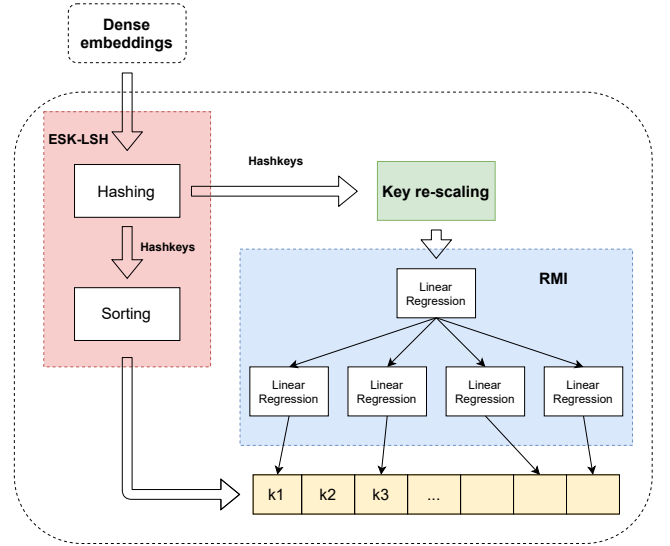 Dense
embeddings
ESK-LSH
Hashkeys
Hashing
Key re-scaling
Hashkeys
Sorting
RMI
Linear
Regression
Linear
Regression
Linear
Regression
Linear
Regression
Linear
Regression
k1 k2 k3 ...